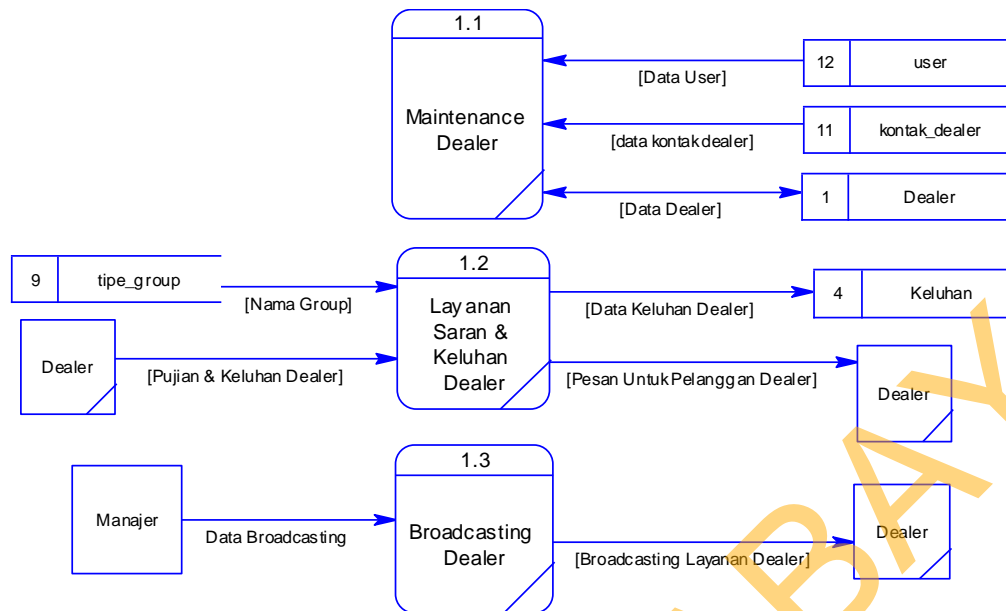 1.1
Maintenance
Dealer
12 user
[Data User]
11 kontak_dealer
[data kontak dealer]
1 Dealer
[Data Dealer]
9 tipe_group
[Nama Group]
Dealer
[Pujian & Keluhan Dealer]
1.2
Layanan
Saran &
Keluhan
Dealer
4 Keluhan
[Data Keluhan Dealer]
[Pesan Untuk Pelanggan Dealer]
Dealer
Manajer
Data Broadcasting
1.3
Broadcasting
Dealer
[Broadcasting Layanan Dealer]
Dealer
BAY